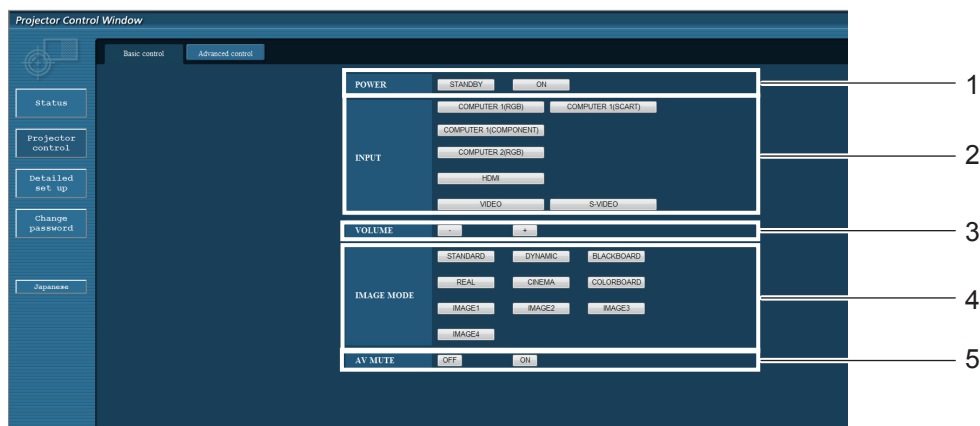 Projector Control Window
Basic control Advanced control
POWER STANDBY ON 1
Status
COMPUTER 1(RGB) COMPUTER 1(SCART)
COMPUTER 1(COMPONENT)
Projector control
COMPUTER 2(RGB)
INPUT 2
HDMI
Detailed set up
VIDEO S-VIDEO
Change password
VOLUME - + 3
STANDARD DYNAMIC BLACKBOARD
Japanese
REAL CINEMA COLORBOARD
IMAGE MODE 4
IMAGE1 IMAGE2 IMAGE3
IMAGE4
AV MUTE OFF ON 5